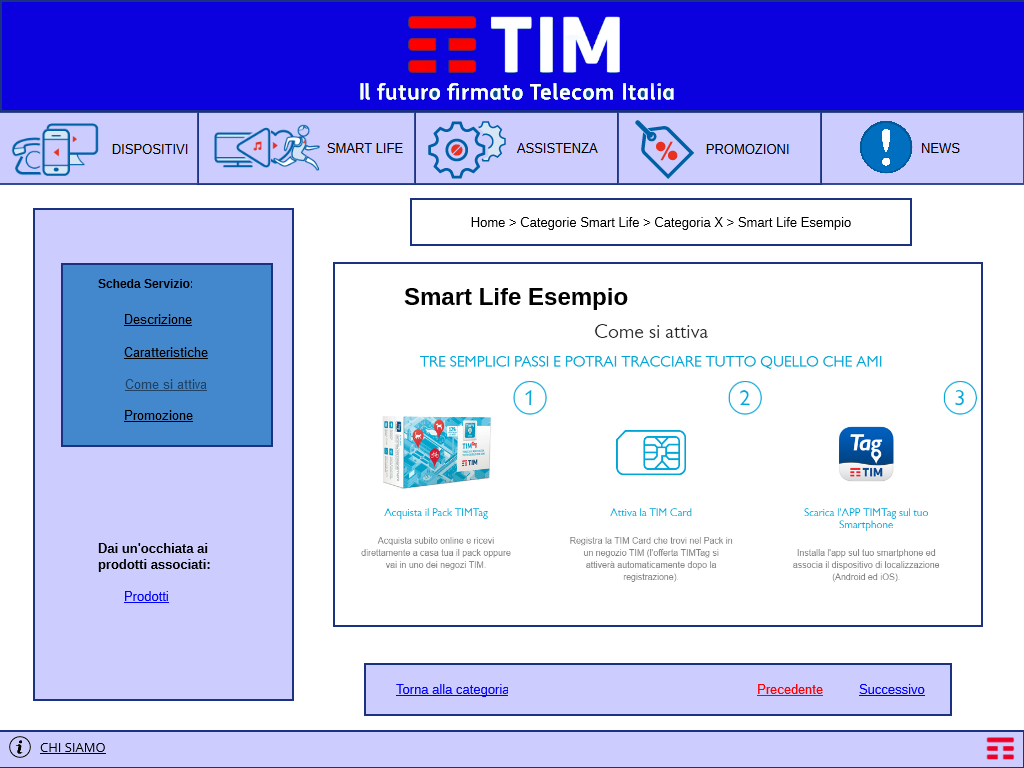 TIM
Il futuro firmato Telecom Italia
DISPOSITIVI
SMART LIFE
ASSISTENZA
PROMOZIONI
NEWS
Home > Categorie Smart Life > Categoria X > Smart Life Esempio
Scheda Servizio:
Descrizione
Caratteristiche
Come si attiva
Promozione
Dai un'occhiata ai
prodotti associati:
Prodotti
Smart Life Esempio
Come si attiva
TRE SEMPLICI PASSI E POTRAI TRACCIARE TUTTO QUELLO CHE AMI
1
TIM
Acquista il Pack TIMTag
Acquista subito online e ricevi
direttamente a casa tua il pack oppure
vai in uno dei negozi TIM.
2
Attiva la TIM Card
Registra la TIM Card che trovi nel Pack in
un negozio TIM (l'offerta TIMTag si
attiverà automaticamente dopo la
registrazione).
3
Tag
TIM
Scarica l'APP TIMTag sul tuo
Smartphone
Installa l'app sul tuo smartphone ed
associa il dispositivo di localizzazione
(Android ed iOS).
Torna alla categoria
Precedente
Successivo
CHI SIAMO